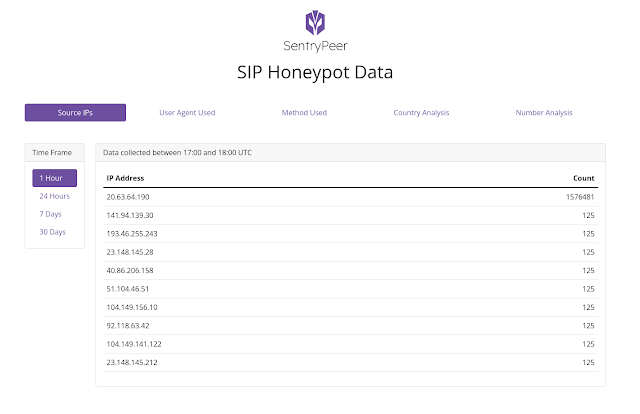 SentryPeer
SIP Honeypot Data
Source IPs User Agent Used Method Used Country Analysis Number Analysis
Time Frame
1 Hour
24 Hours
7 Days
30 Days
Data collected between 17:00 and 18:00 UTC
IP Address Count
20.63.64.190 1576481
141.94.139.30 125
193.46.255.243 125
23.148.145.28 125
40.86.206.158 125
51.104.46.51 125
104.149.156.10 125
92.118.63.42 125
104.149.141.122 125
23.148.145.212 125